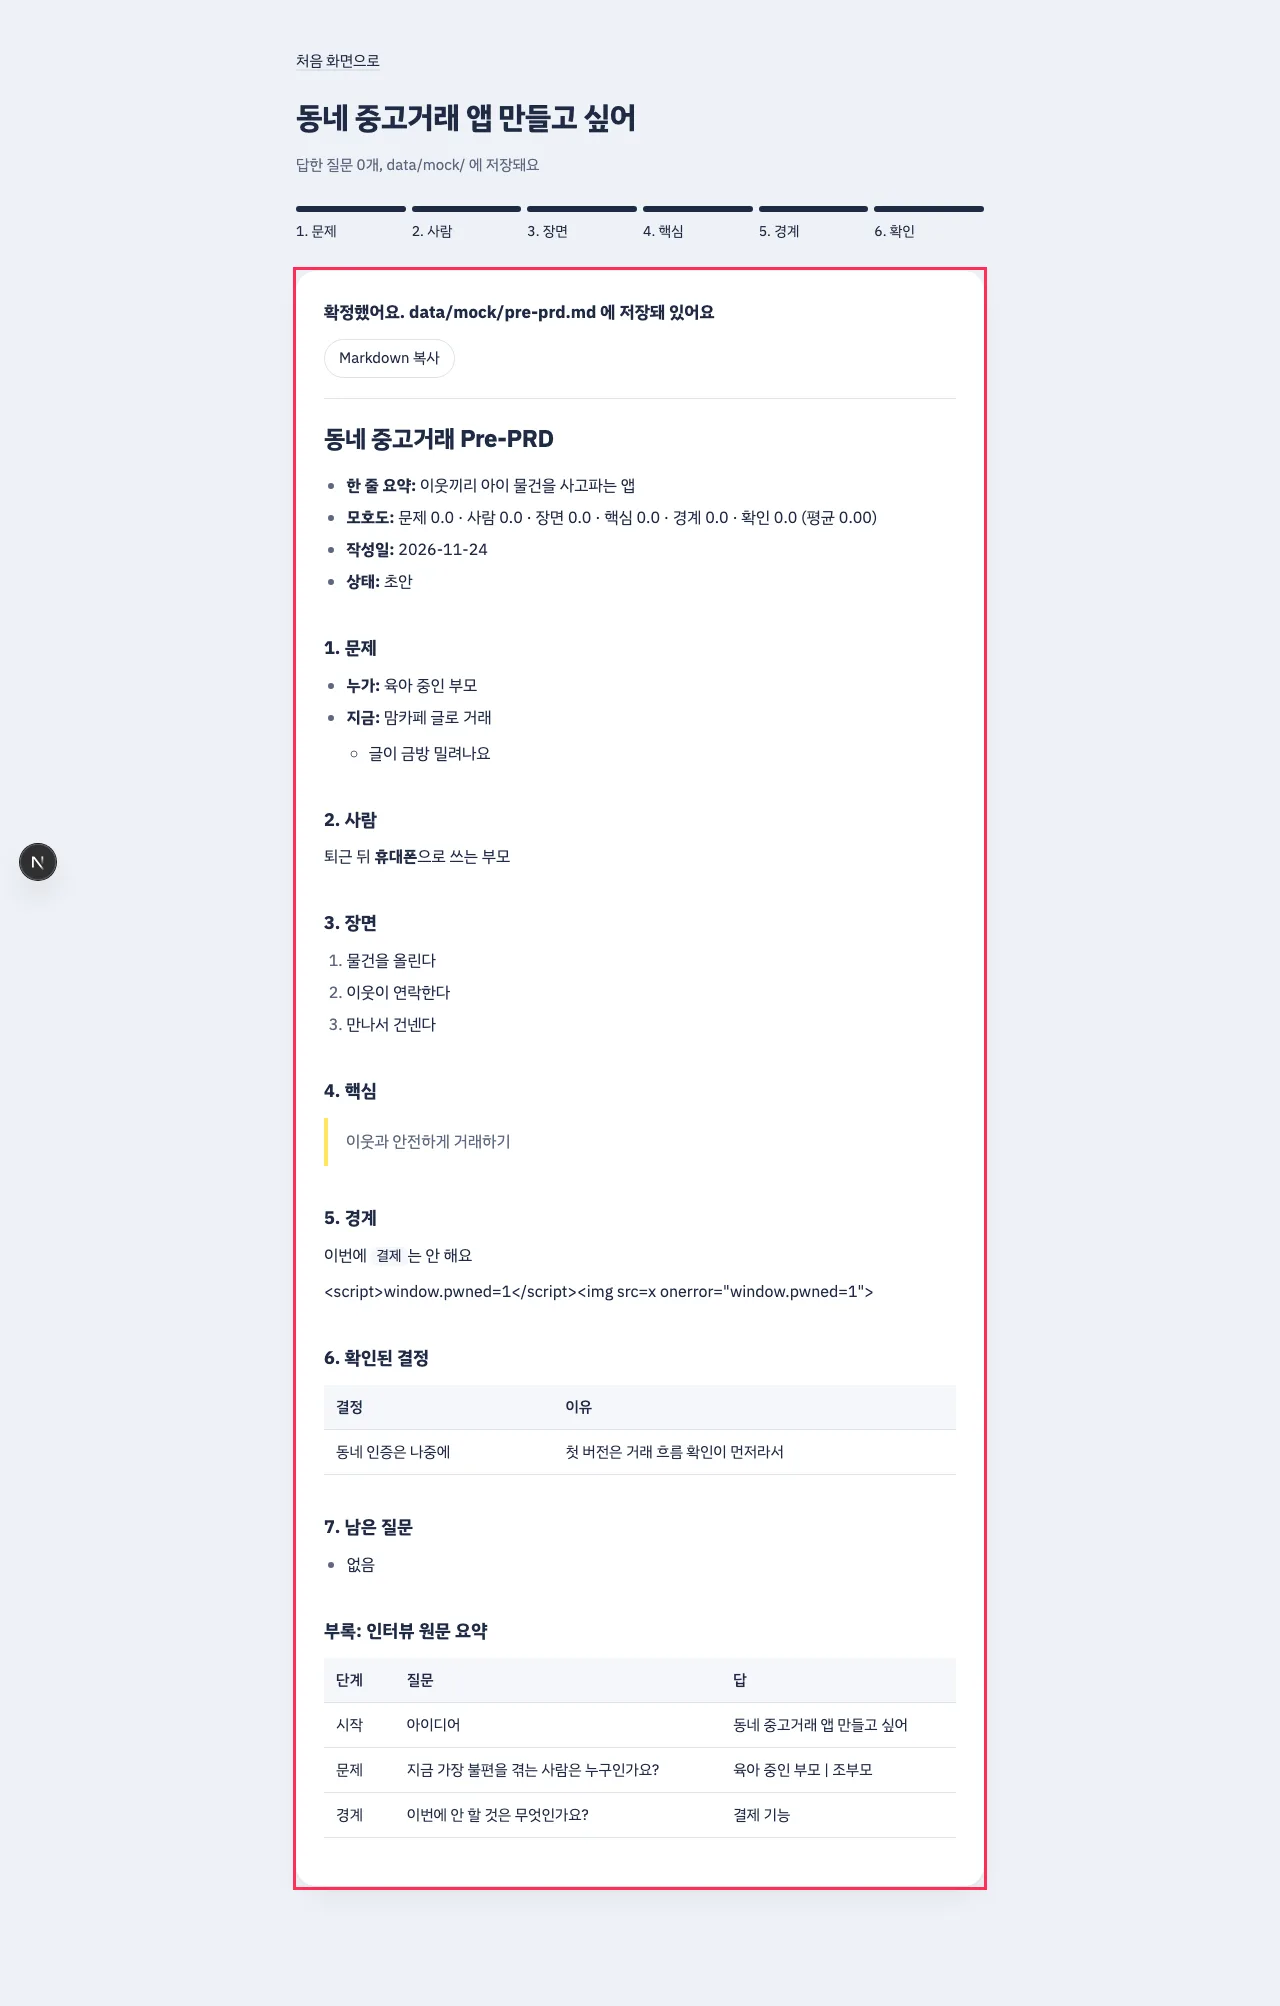 처음 화면으로
동네 중고거래 앱 만들고 싶어
답한 질문 0개, data/mock/ 에 저장돼요
1. 문제 2. 사람 3. 장면 4. 핵심 5. 경계 6. 확인
확정했어요. data/mock/pre-prd.md 에 저장돼 있어요
Markdown 복사
동네 중고거래 Pre-PRD
한 줄 요약: 이웃끼리 아이 물건을 사고파는 앱
모호도: 문제 0.0 · 사람 0.0 · 장면 0.0 · 핵심 0.0 · 경계 0.0 · 확인 0.0 (평균 0.00)
작성일: 2026-11-24
상태: 초안
1. 문제
누가: 육아 중인 부모
지금: 맘카페 글로 거래
글이 금방 밀려나요
2. 사람
퇴근 뒤 휴대폰으로 쓰는 부모
3. 장면
1. 물건을 올린다
2. 이웃이 연락한다
3. 만나서 건넨다
4. 핵심
이웃과 안전하게 거래하기
5. 경계
이번에 결제 는 안 해요
<script>window.pwned=1</script><img src=x onerror="window.pwned=1">
6. 확인된 결정
결정 이유
동네 인증은 나중에 첫 버전은 거래 흐름 확인이 먼저라서
7. 남은 질문
없음
부록: 인터뷰 원문 요약
단계 질문 답
시작 아이디어 동네 중고거래 앱 만들고 싶어
문제 지금 가장 불편을 겪는 사람은 누구인가요? 육아 중인 부모 | 조부모
경계 이번에 안 할 것은 무엇인가요? 결제 기능
N